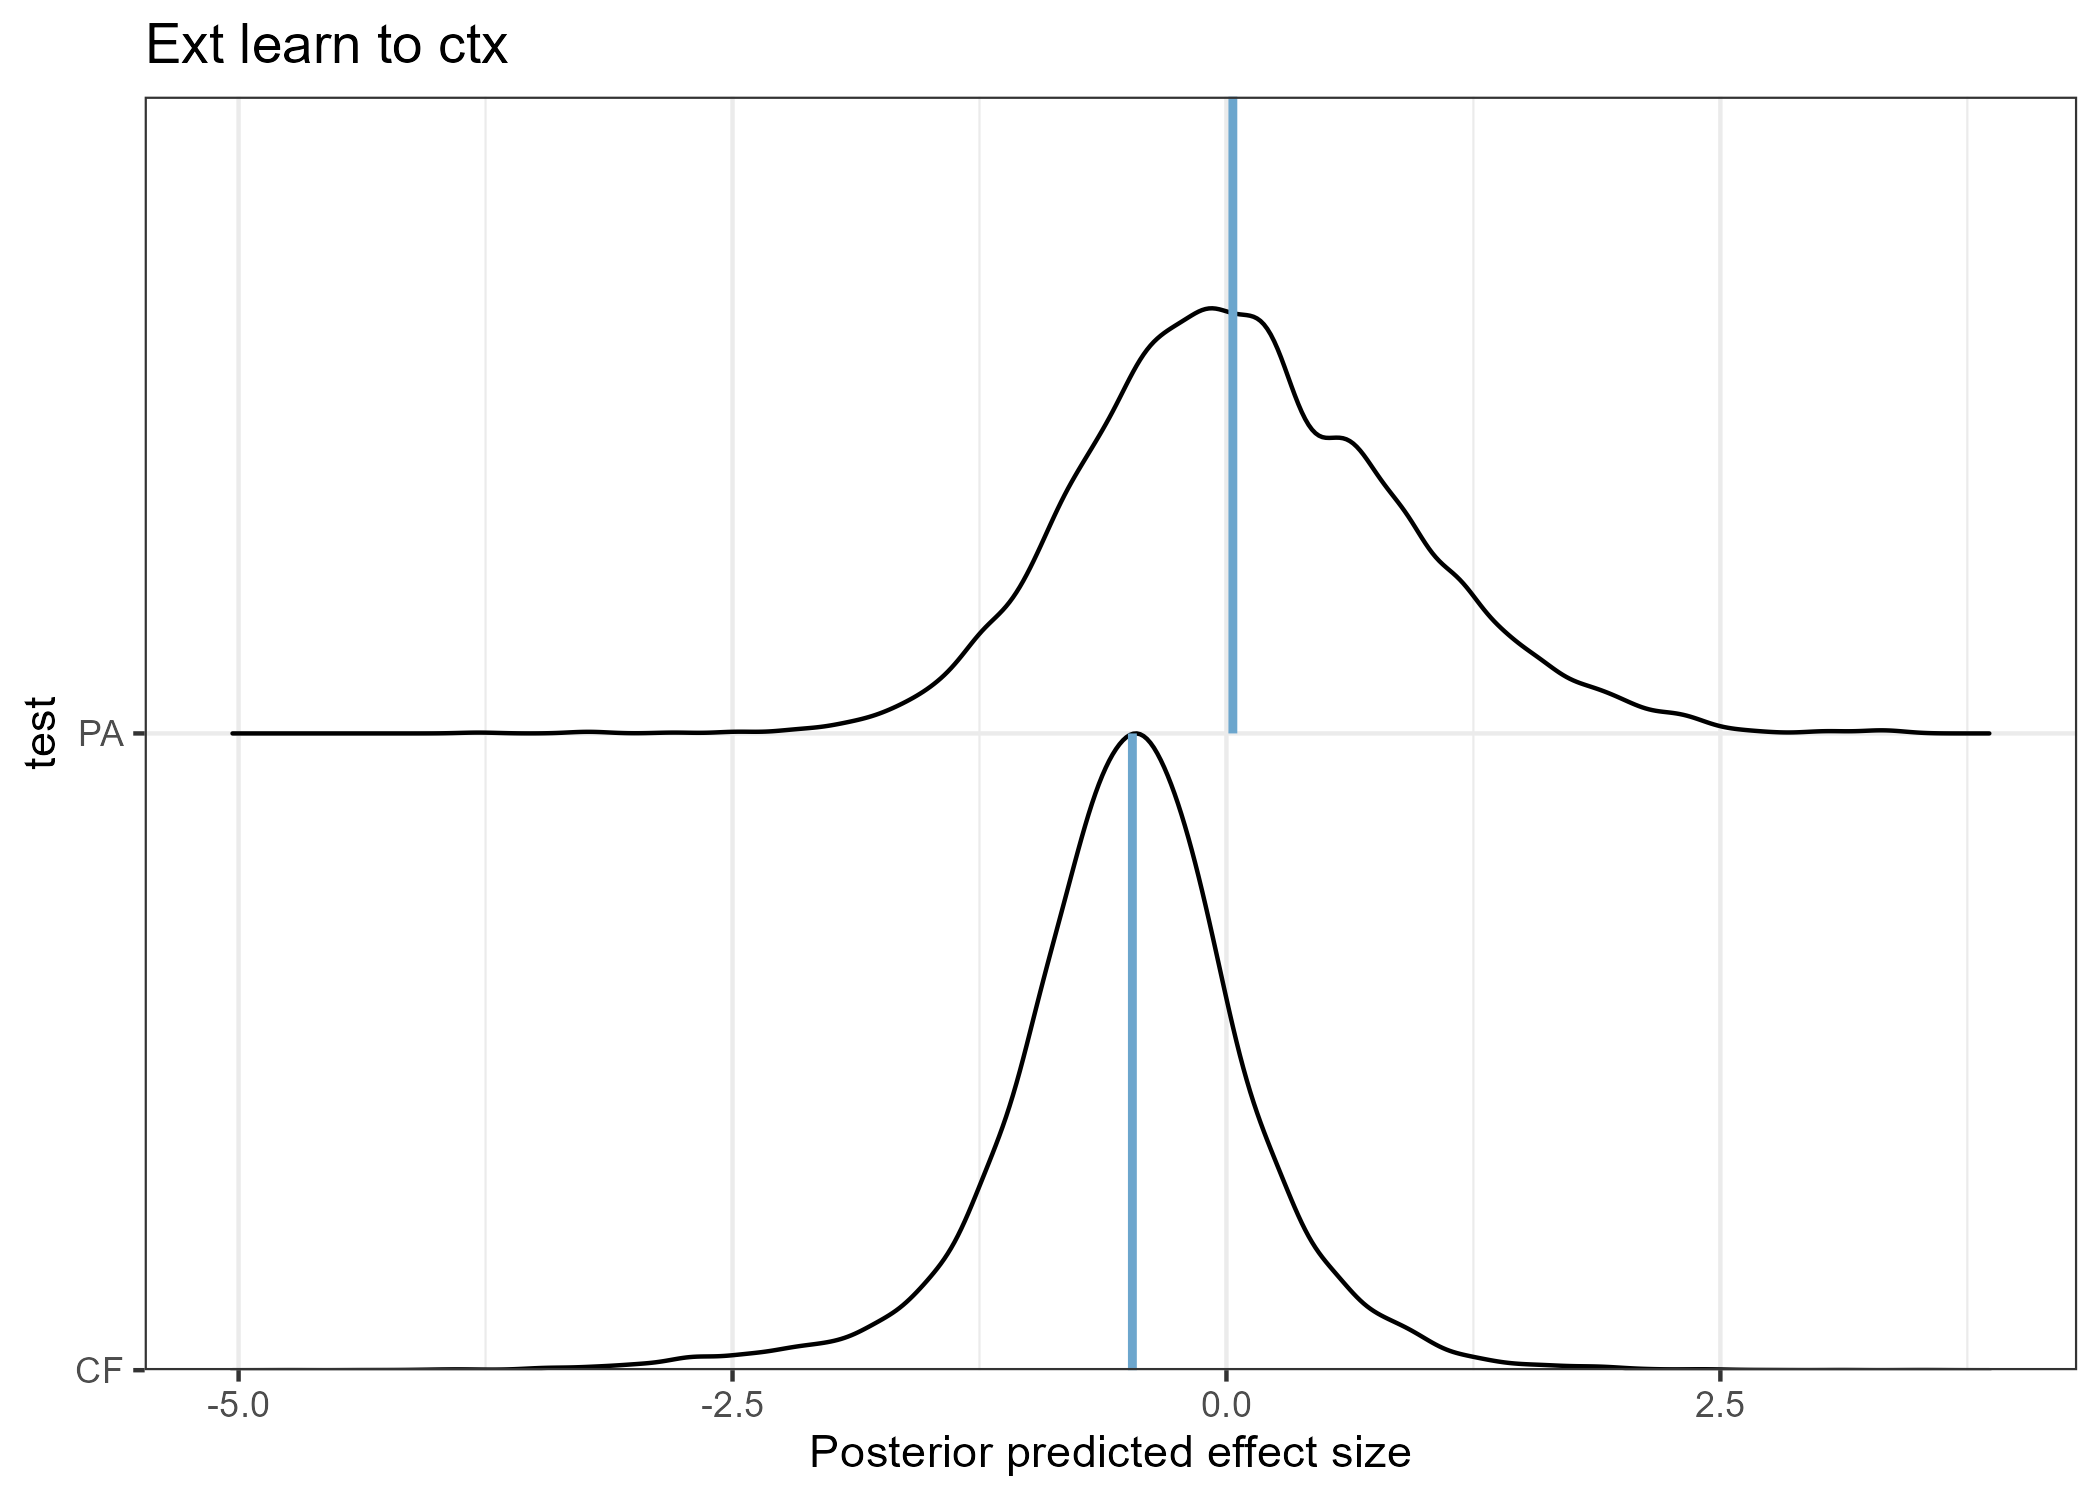 Ext learn to ctx
test
PA
CF
-5.0
-2.5
0.0
2.5
Posterior predicted effect size